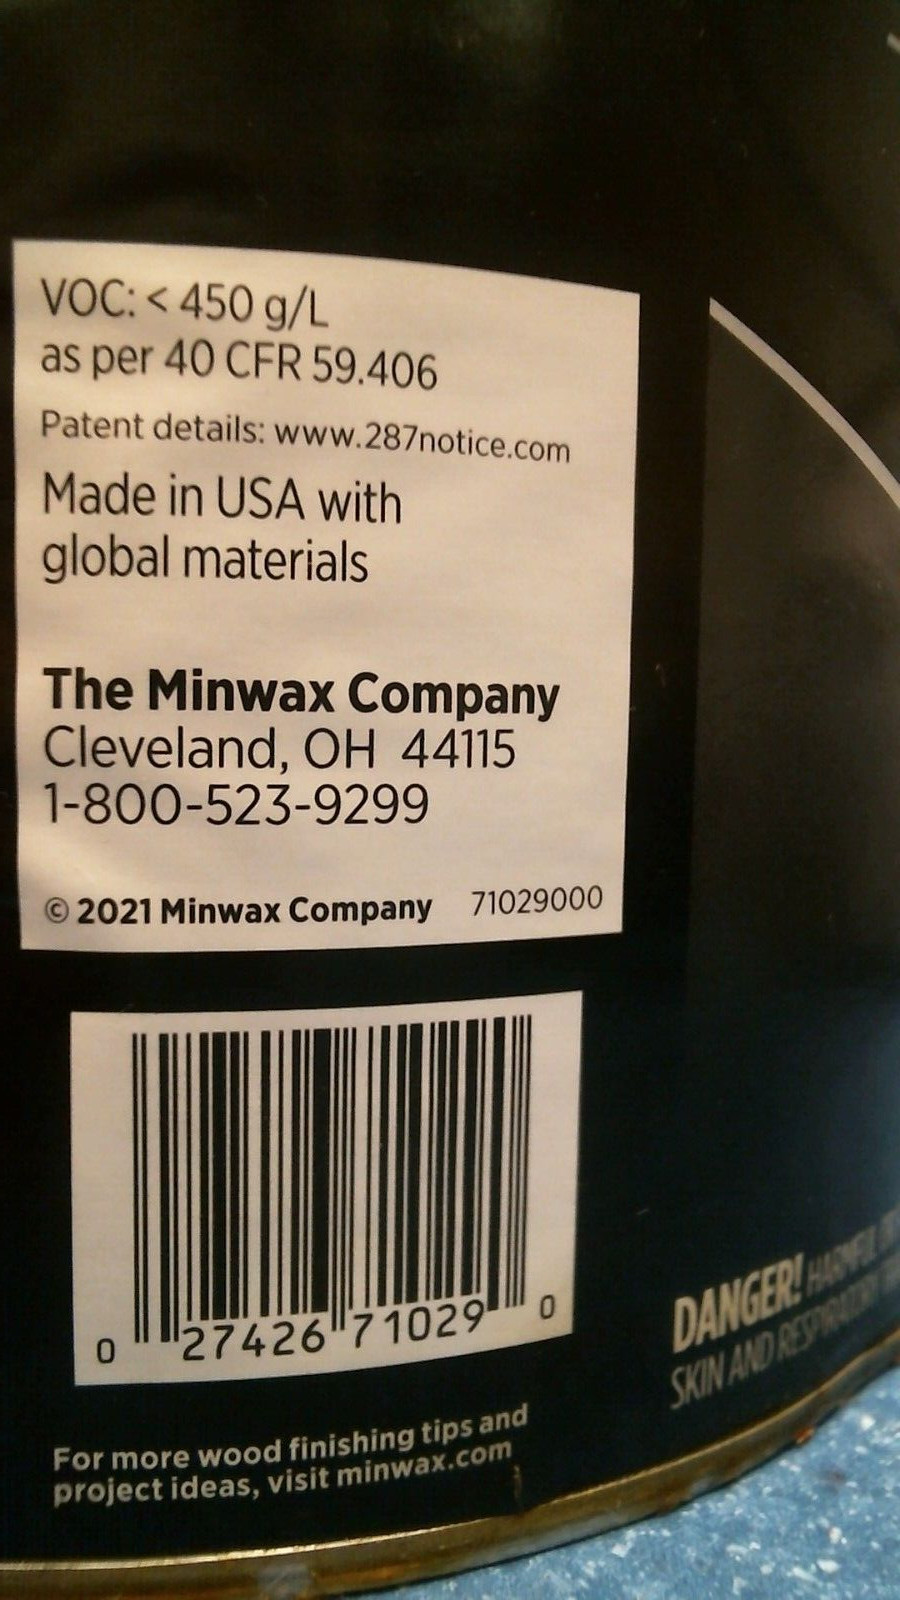 VOC: < 450 g/L
as per 40 CFR 59.406
Patent details: www.287notice.com
Made in USA with
global materials
The Minwax Company
Cleveland, OH 44115
1-800-523-9299
© 2021 Minwax Company 71029000
0 27426 71029 0
For more wood finishing tips and
project ideas, visit minwax.com
DANGER! HARMFUL
SKIN AND RESPIRATORY